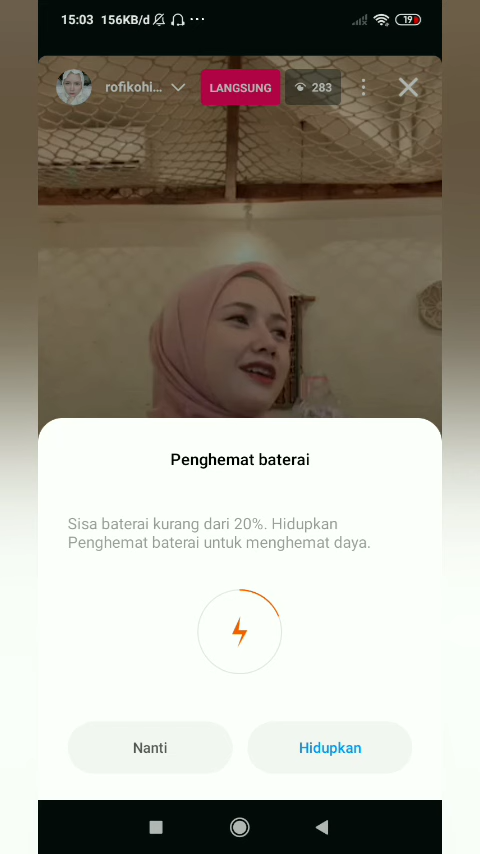 15:03 156KB/d ... 19
rofikohi... LANGSUNG 283
Penghemat baterai
Sisa baterai kurang dari 20%. Hidupkan
Penghemat baterai untuk menghemat daya.
Nanti Hidupkan